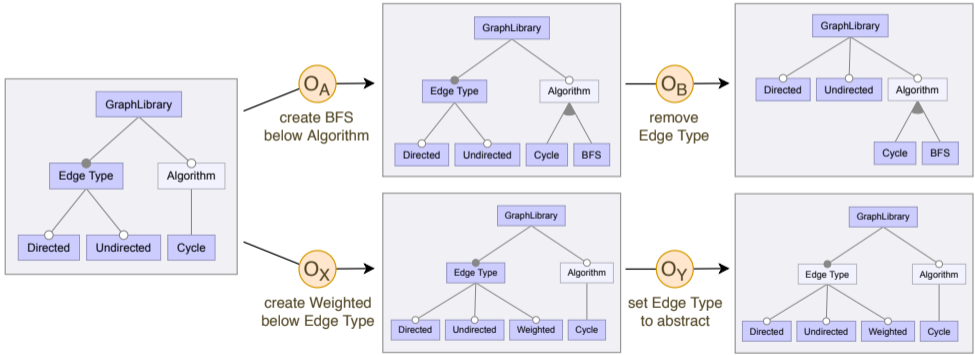 GraphLibrary
Edge Type
Algorithm
Directed
Undirected
Cycle
OA
create BFS
below Algorithm
GraphLibrary
Edge Type
Algorithm
Directed
Undirected
Cycle
BFS
OB
remove
Edge Type
GraphLibrary
Directed
Undirected
Algorithm
Cycle
BFS
OX
create Weighted
below Edge Type
GraphLibrary
Edge Type
Algorithm
Directed
Undirected
Weighted
Cycle
OY
set Edge Type
to abstract
GraphLibrary
Edge Type
Algorithm
Directed
Undirected
Weighted
Cycle